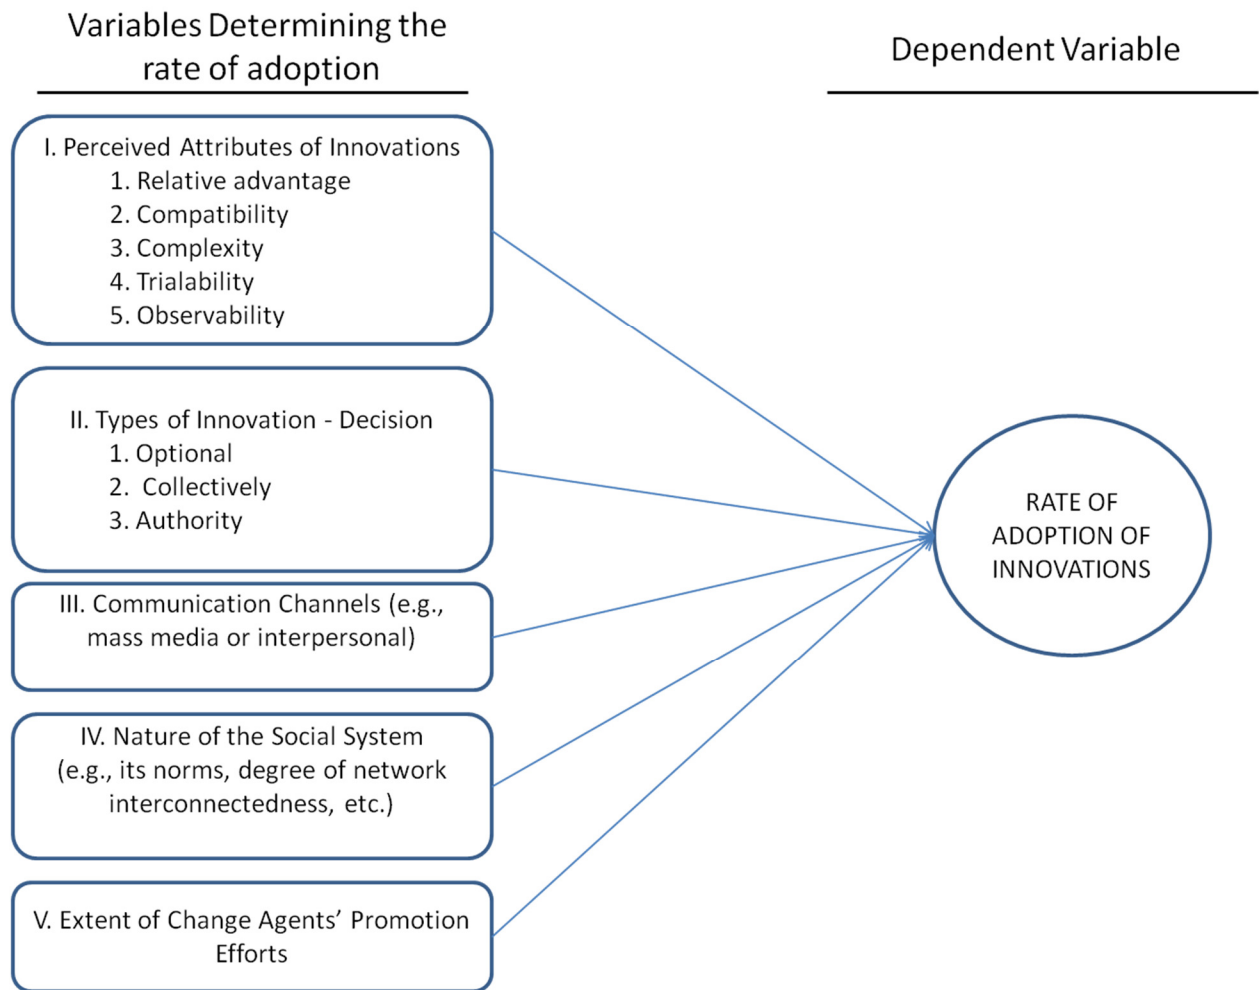 Variables Determining the
rate of adoption
Dependent Variable
I. Perceived Attributes of Innovations
1. Relative advantage
2. Compatibility
3. Complexity
4. Trialability
5. Observability
II. Types of Innovation - Decision
1. Optional
2. Collectively
3. Authority
III. Communication Channels (e.g.,
mass media or interpersonal)
IV. Nature of the Social System
(e.g., its norms, degree of network
interconnectedness, etc.)
V. Extent of Change Agents’ Promotion
Efforts
RATE OF
ADOPTION OF
INNOVATIONS